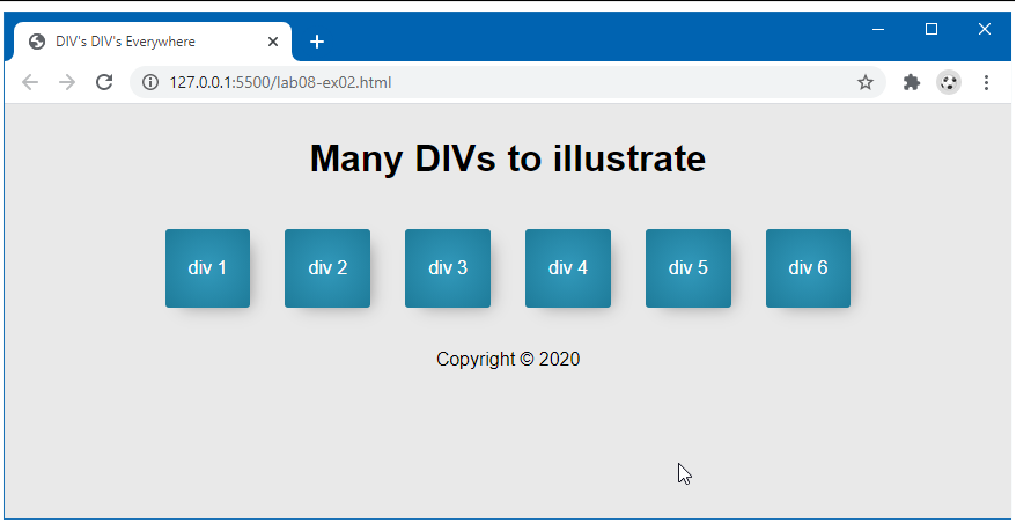 DIV's DIV's Everywhere
127.0.0.1:5500/lab08-ex02.html
Many DIVs to illustrate
div 1 div 2 div 3 div 4 div 5 div 6
Copyright © 2020